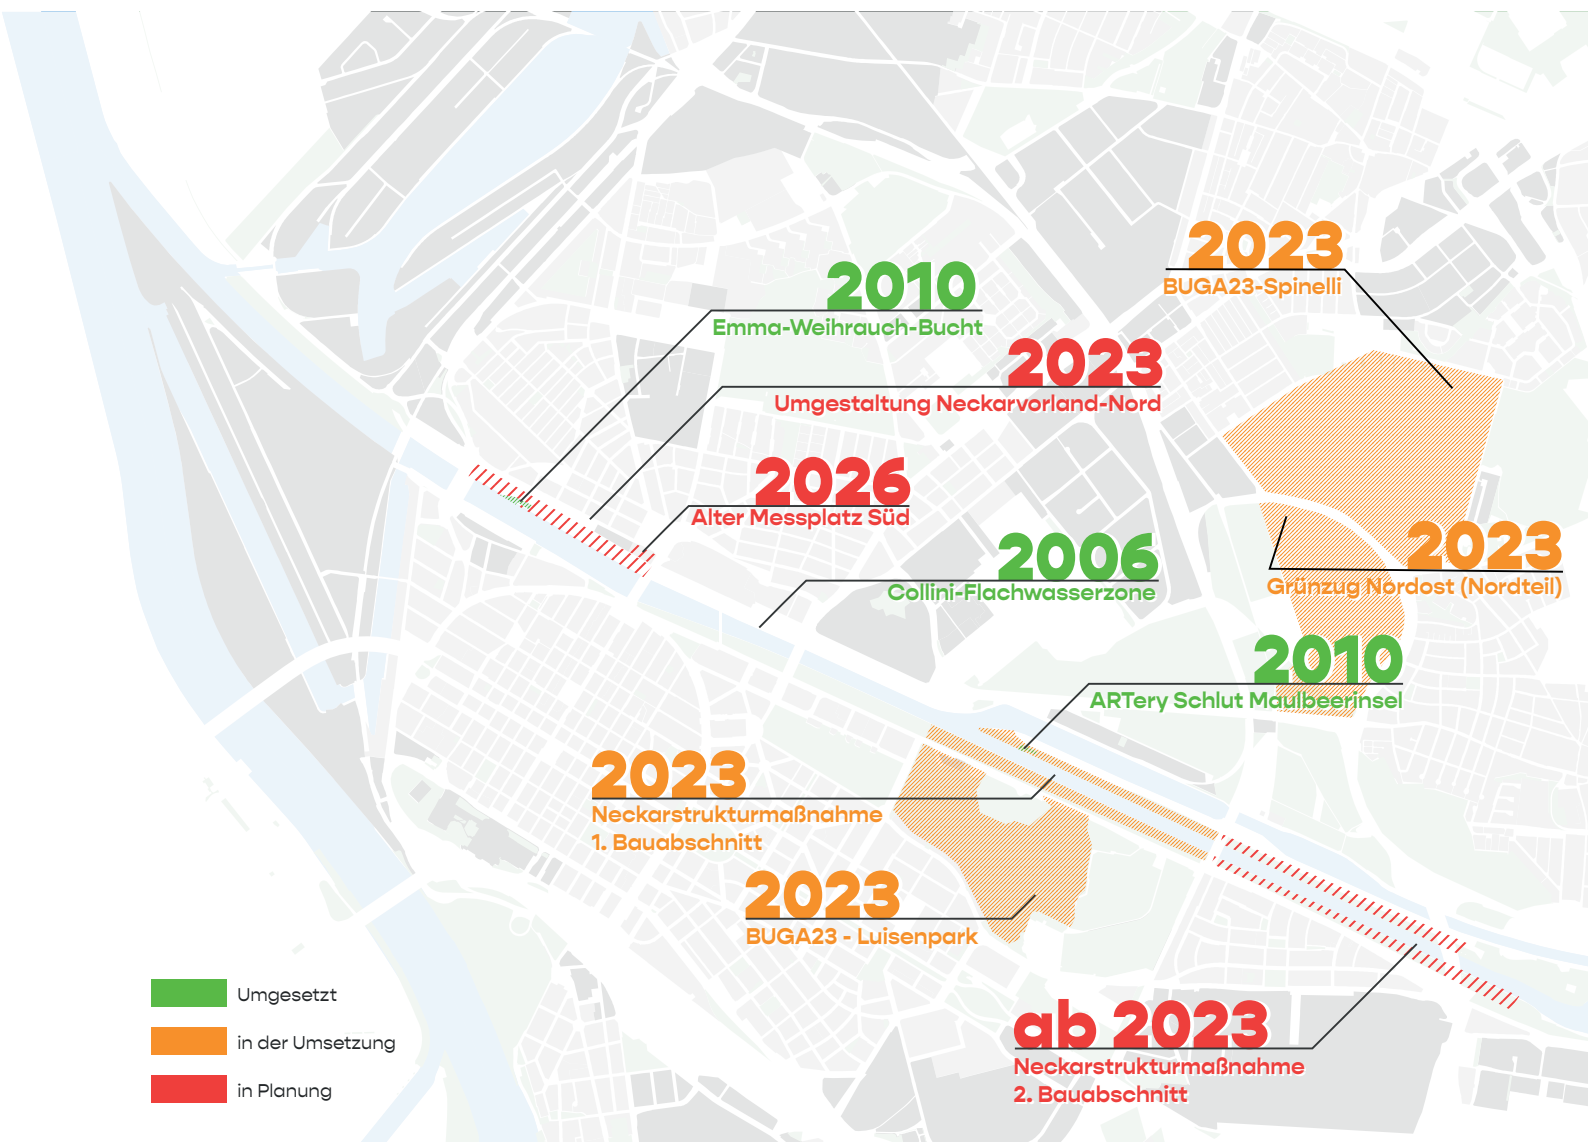 2023
BUGA23-Spinelli
2010
Emma-Weihrauch-Bucht
2023
Umgestaltung Neckarvorland-Nord
2026
Alter Messplatz Süd
2006
Collini-Flachwasserzone
2023
Grünzug Nordost (Nordteil)
2010
ARTery Schlut Maulbeerinsel
2023
Neckarstrukturmaßnahme
1. Bauabschnitt
2023
BUGA23 - Luisenpark
ab 2023
Neckarstrukturmaßnahme
2. Bauabschnitt
Umgesetzt
in der Umsetzung
in Planung